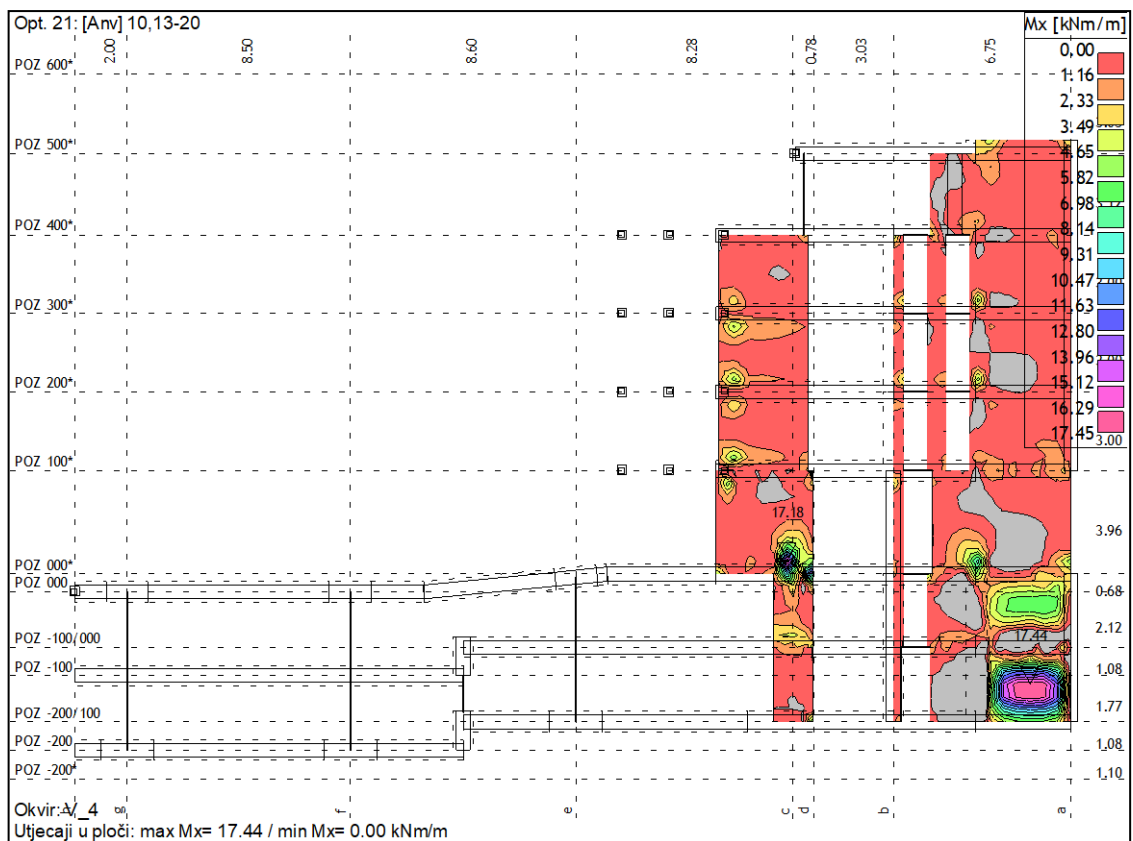 Opt. 21: [Anv] 10,13-20
Mx [kNm/m]
2.00
8.50
8.60
8.28
0.78
3.03
6.75
0.00
1.16
2.33
3.49
4.65
5.82
6.98
8.14
9.31
10.47
11.63
12.80
13.96
15.12
16.29
17.45
POZ 600*
POZ 500*
POZ 400*
POZ 300*
POZ 200*
POZ 100*
POZ 000*
POZ 000
POZ -100/000
POZ -100
POZ -200/100
POZ -200
POZ -200*
3.00
3.96
0.68
2.12
1.08
1.77
1.08
1.10
17.18
17.44
g
f
e
c
d
b
a
Okvir: V_4
Utjecaji u ploči: max Mx= 17.44 / min Mx= 0.00 kNm/m